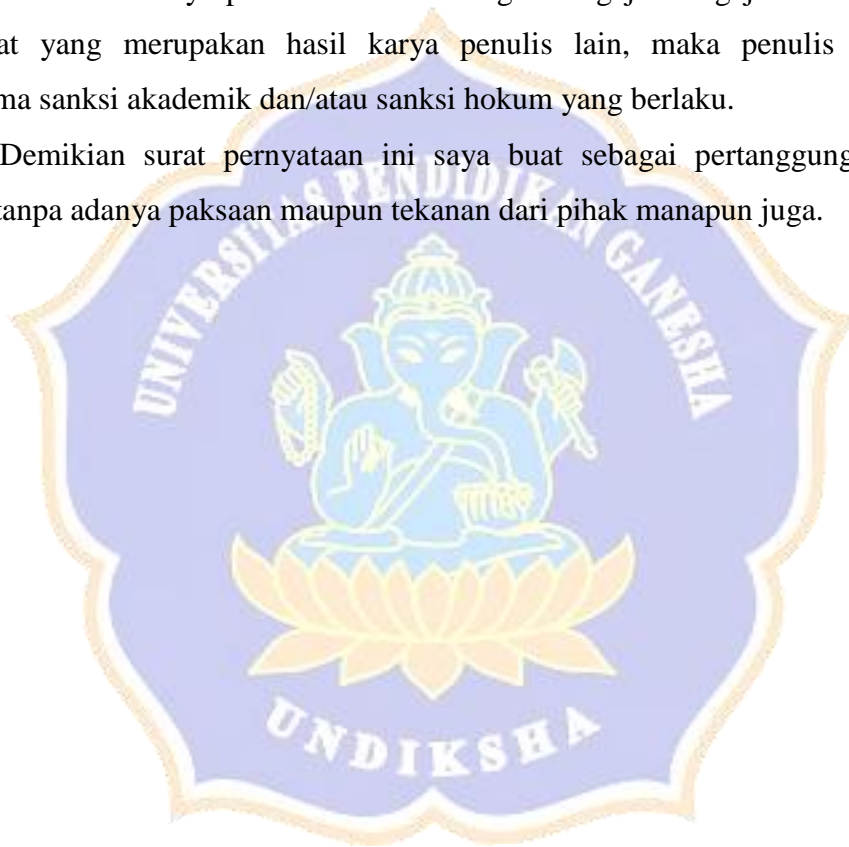 at yang merupakan hasil karya penulis lain, maka penulis
ma sanksi akademik dan/atau sanksi hokum yang berlaku.
Demikian surat pernyataan ini saya buat sebagai pertanggung
tanpa adanya paksaan maupun tekanan dari pihak manapun juga.
UNIVERSITAS PENDIDIKAN GANESHA
UNDIKSHA